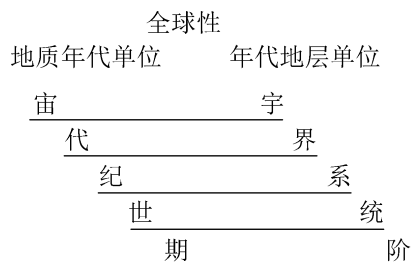 全球性
地质年代单位 年代地层单位
宙 宇
代 界
纪 系
世 统
期 阶